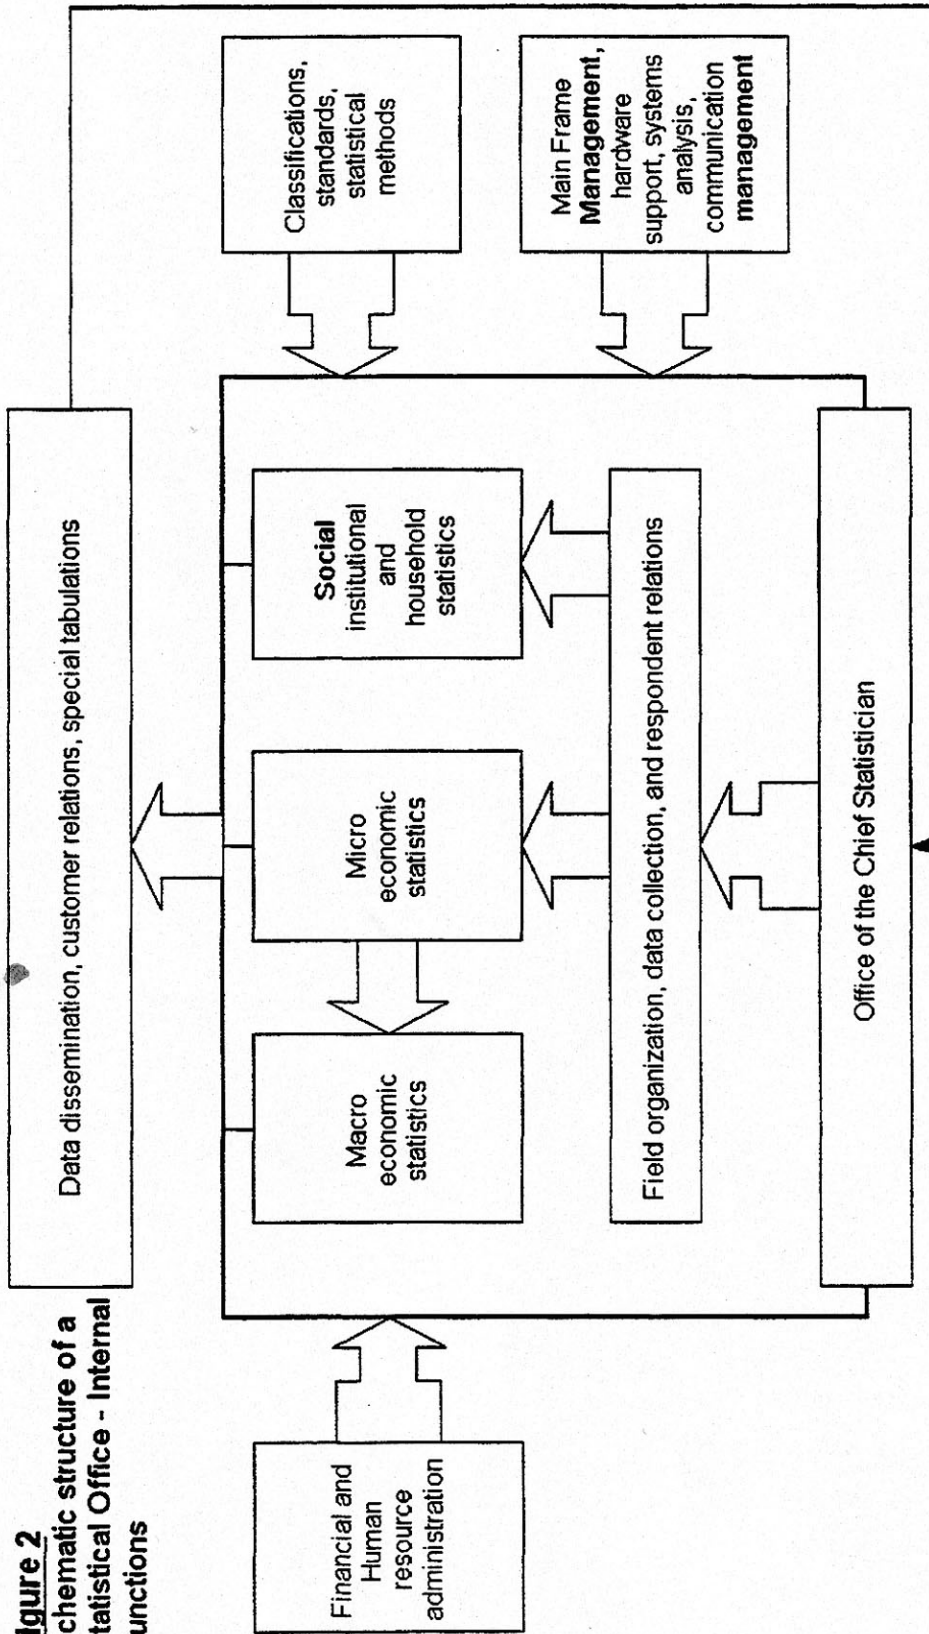 Igure 2
chematic structure of a
tatistical Office - Internal
unctions
Data dissemination, customer relations, special tabulations
Classifications,
standards,
statistical
methods
Main Frame
Management,
hardware
support, systems
analysis,
communication
management
Macro
economic
statistics
Micro
economic
statistics
Social
institutional
and
household
statistics
Financial and
Human
resource
administration
Field organization, data collection, and respondent relations
Office of the Chief Statistician